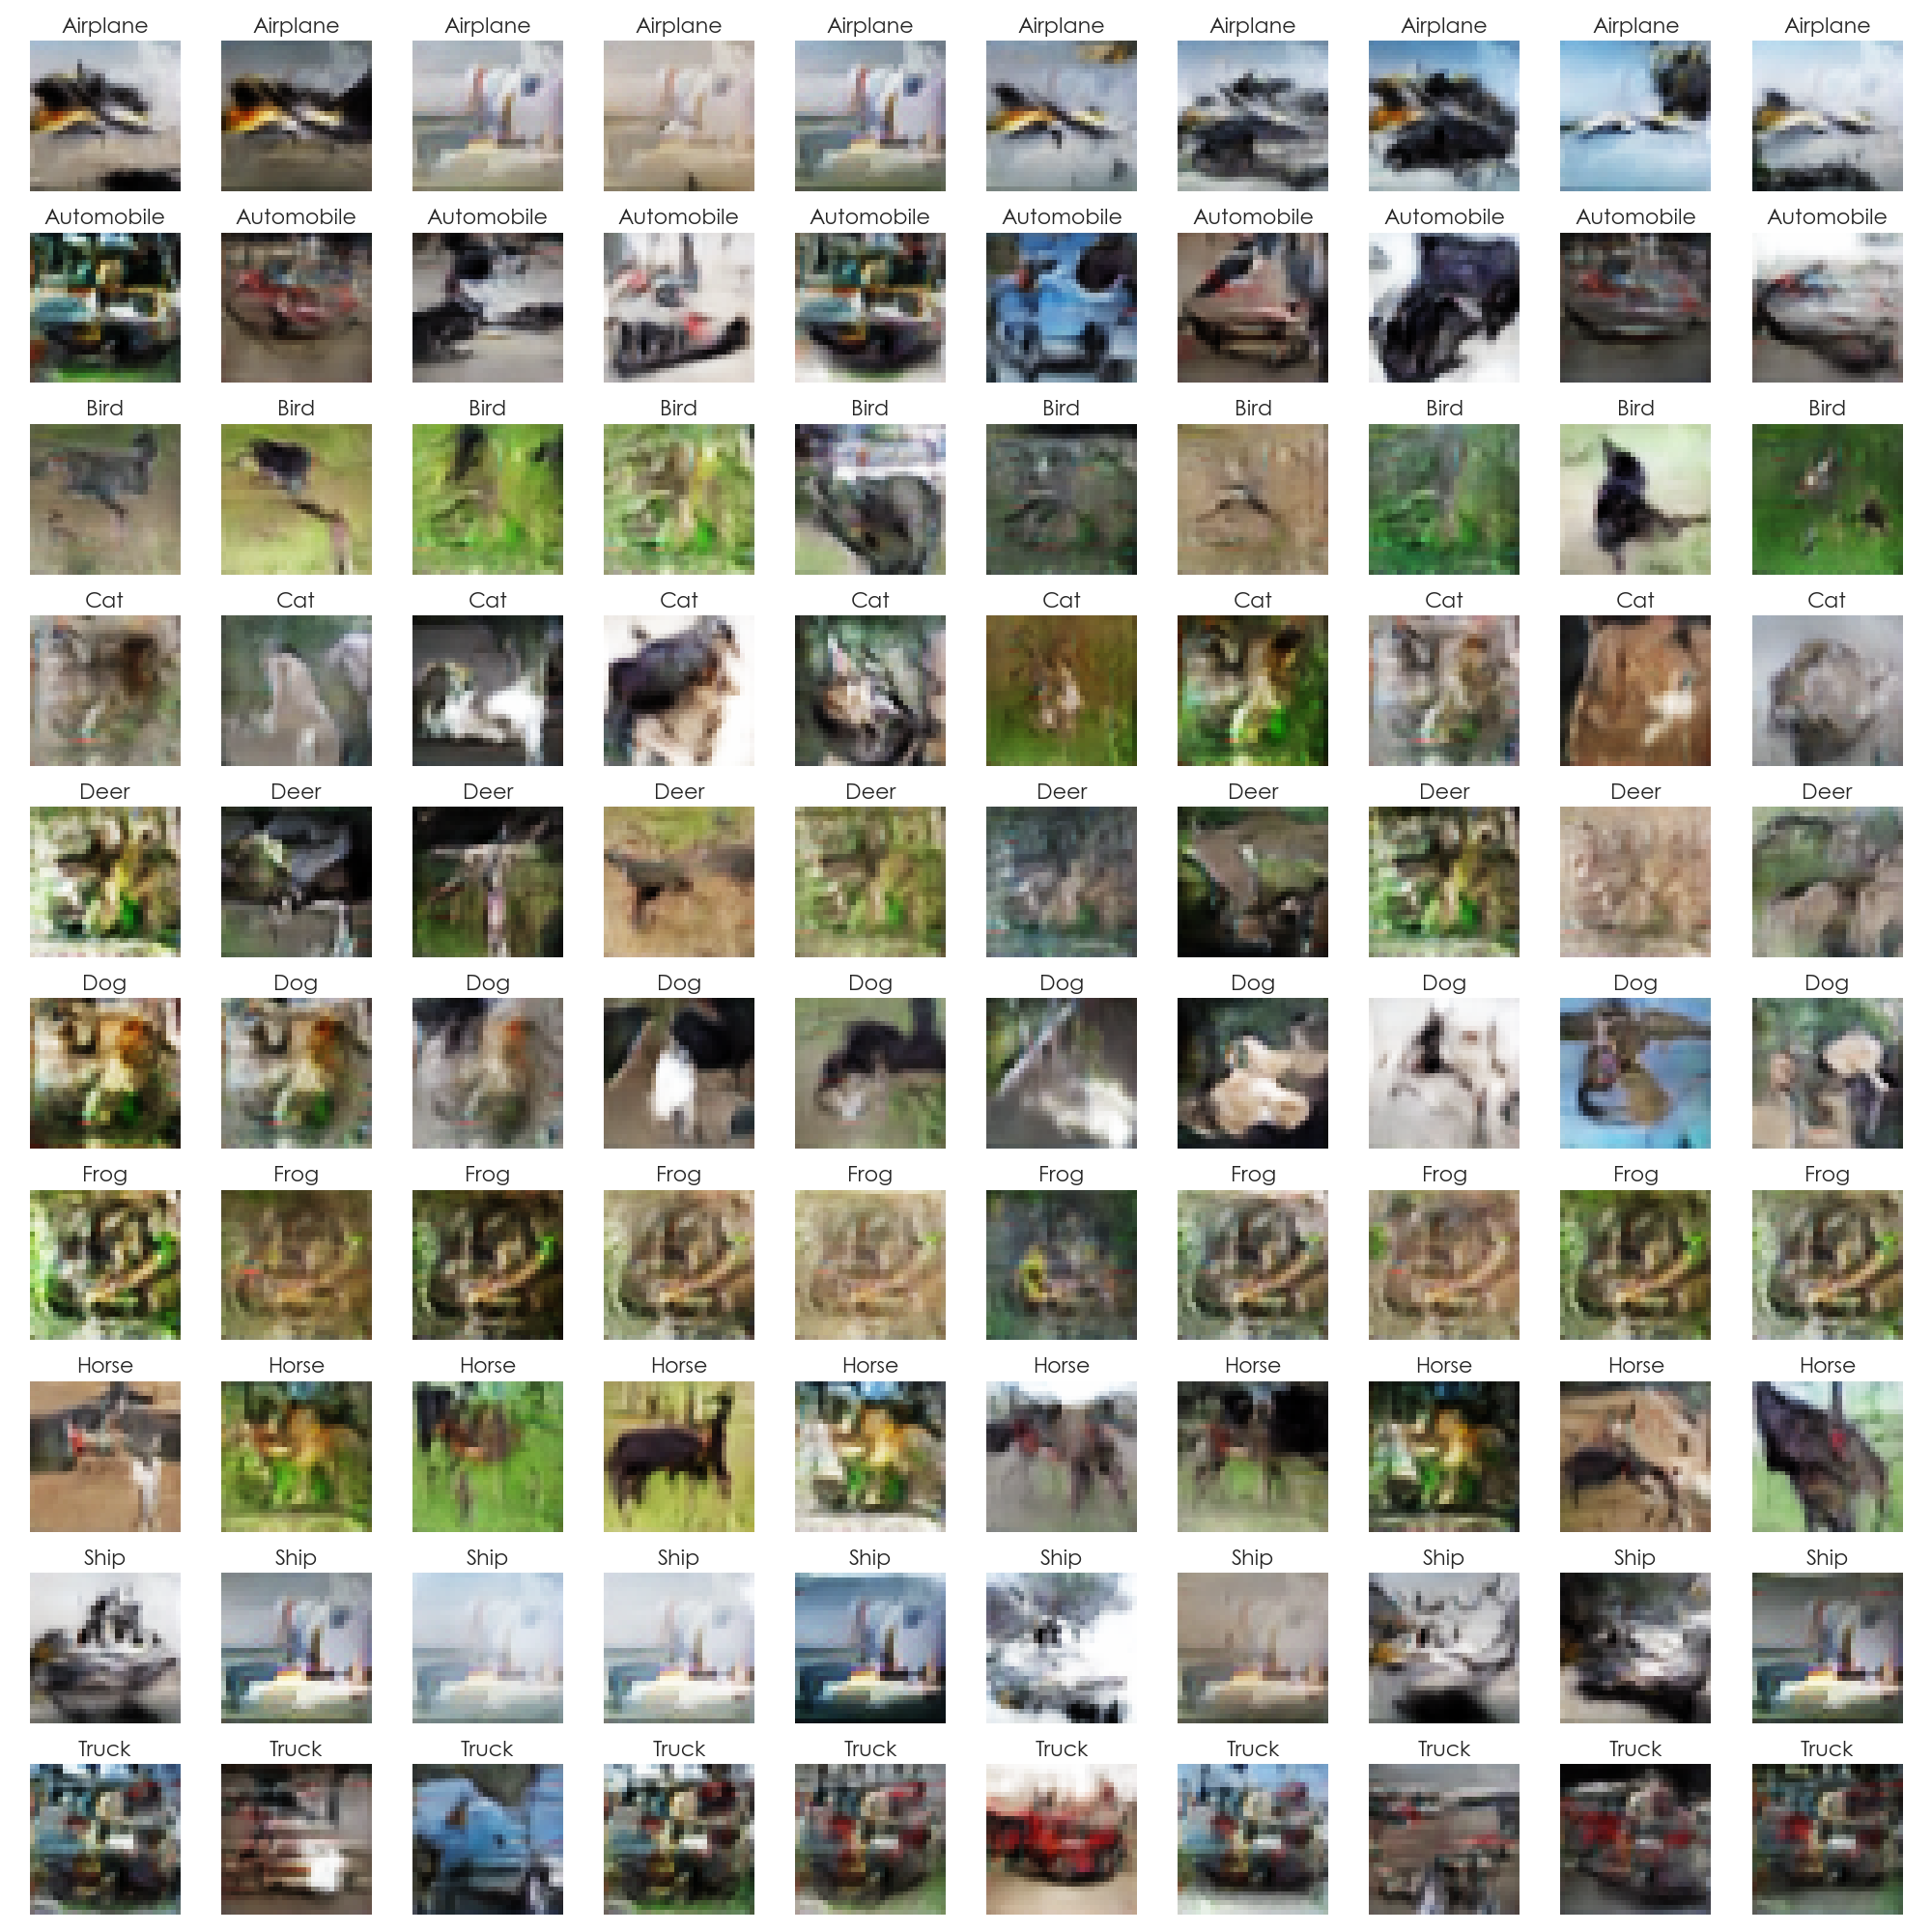 Airplane Airplane Airplane Airplane Airplane Airplane Airplane Airplane Airplane Airplane
Automobile Automobile Automobile Automobile Automobile Automobile Automobile Automobile Automobile Automobile
Bird Bird Bird Bird Bird Bird Bird Bird Bird Bird
Cat Cat Cat Cat Cat Cat Cat Cat Cat Cat
Deer Deer Deer Deer Deer Deer Deer Deer Deer Deer
Dog Dog Dog Dog Dog Dog Dog Dog Dog Dog
Frog Frog Frog Frog Frog Frog Frog Frog Frog Frog
Horse Horse Horse Horse Horse Horse Horse Horse Horse Horse
Ship Ship Ship Ship Ship Ship Ship Ship Ship Ship
Truck Truck Truck Truck Truck Truck Truck Truck Truck Truck